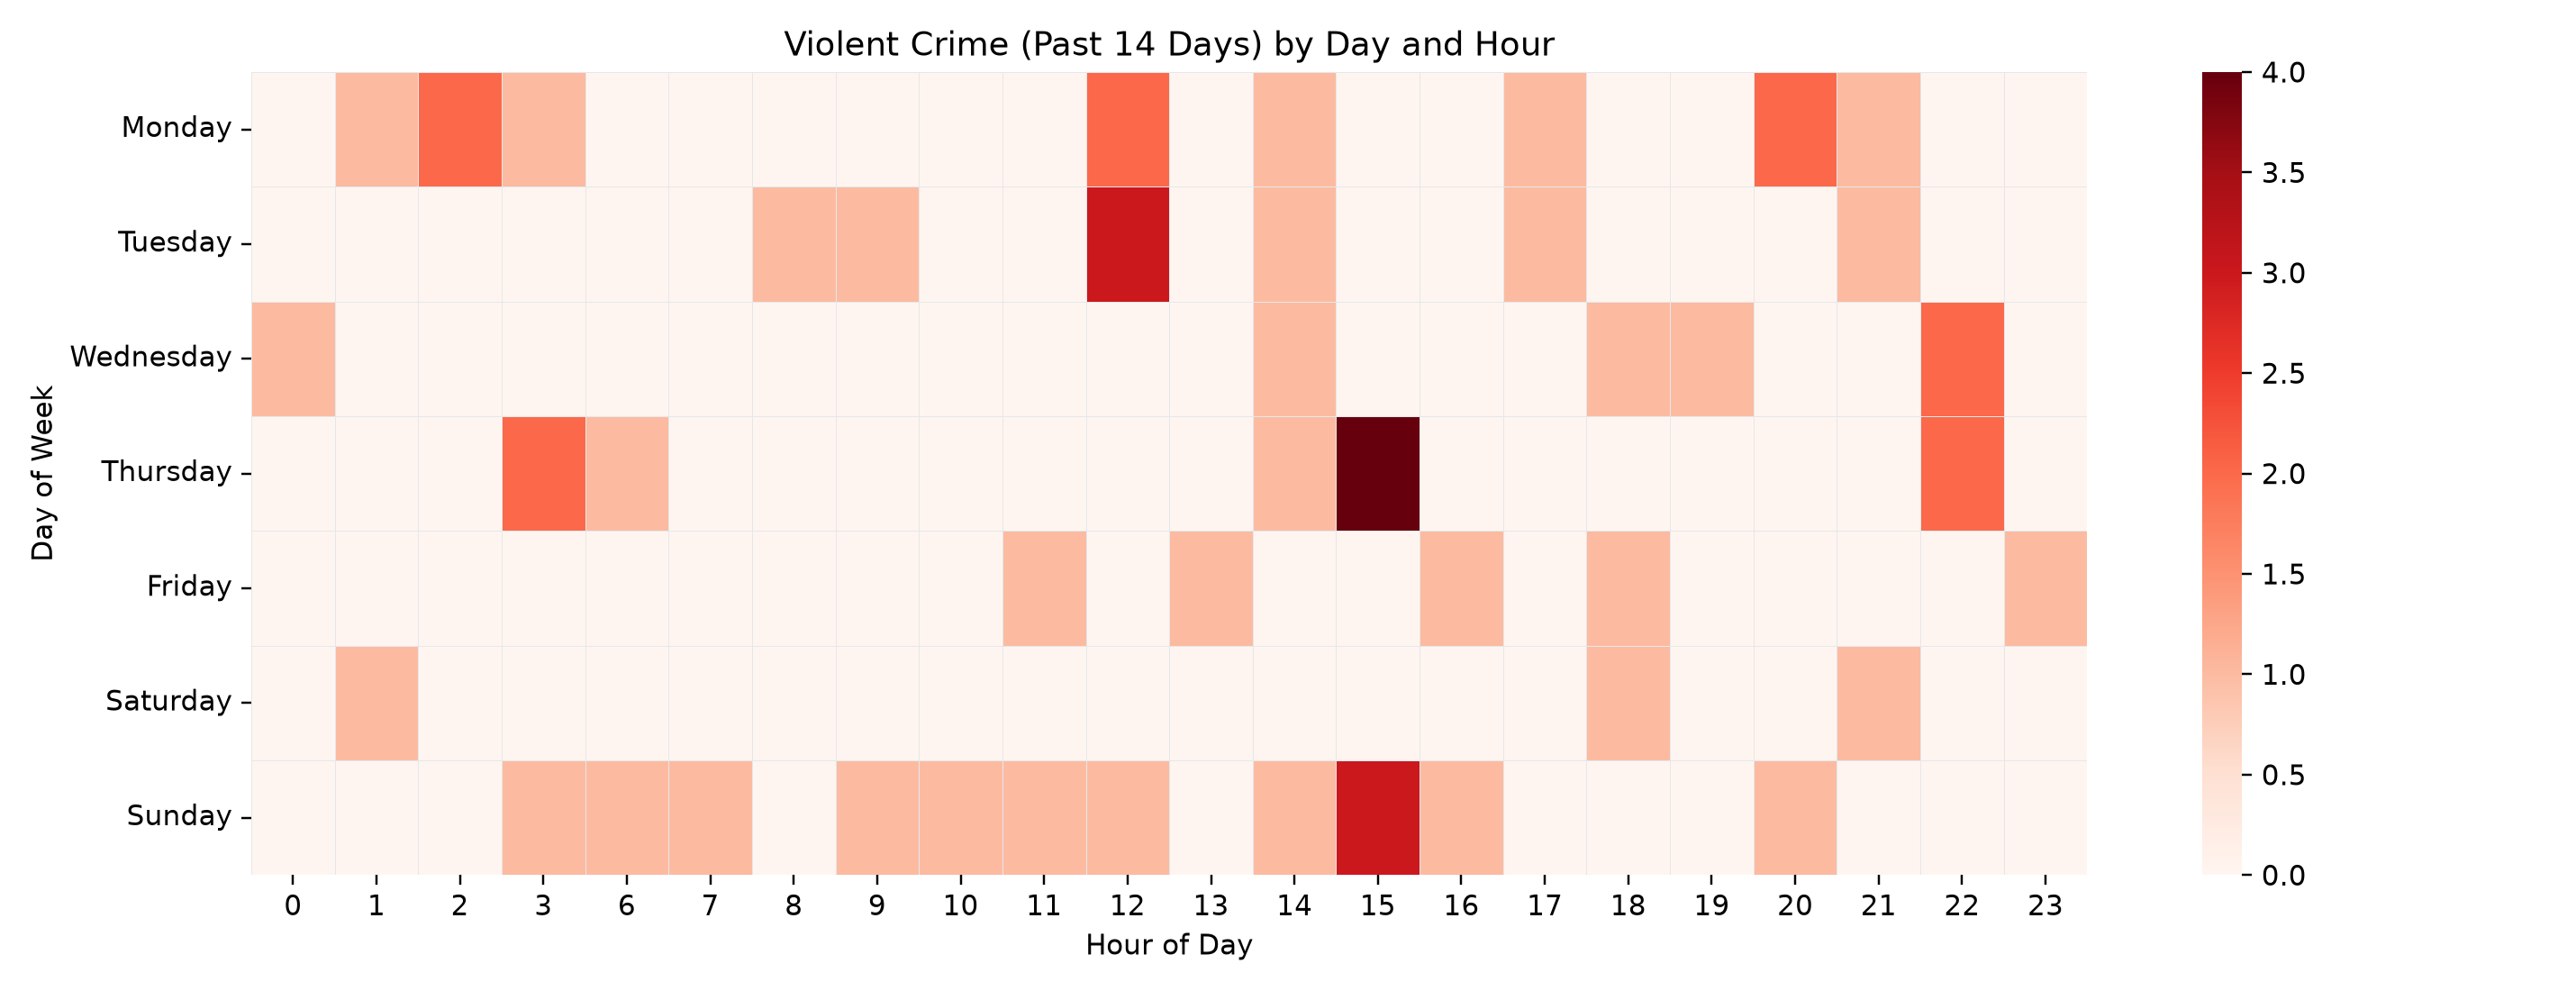 Violent Crime (Past 14 Days) by Day and Hour
Day of Week
Monday
Tuesday
Wednesday
Thursday
Friday
Saturday
Sunday
0 1 2 3 6 7 8 9 10 11 12 13 14 15 16 17 18 19 20 21 22 23
Hour of Day
4.0
3.5
3.0
2.5
2.0
1.5
1.0
0.5
0.0